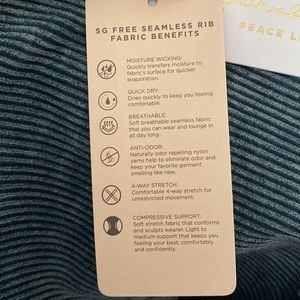 SG FREE SEAMLESS RIB
FABRIC BENEFITS
MOISTURE WICKING:
Quickly transfers moisture to
fabric's surface for quicker
evaporation.
QUICK DRY:
Dries quickly to keep you feeling
comfortable.
BREATHABLE:
Soft breathable seamless fabric
that you can wear and lounge in
all day long.
ANTI-ODOR:
Naturally odor repelling nylon
yarns help to eliminate odor and
keep your favorite garment
smelling like new.
4-WAY STRETCH:
Comfortable 4-way stretch for
unrestricted movement.
COMPRESSIVE SUPPORT:
Soft stretch fabric that conforms
and sculpts wearer. Light to
medium support that keeps you
feeling your best, comfortably
and confidently.
PEACE L